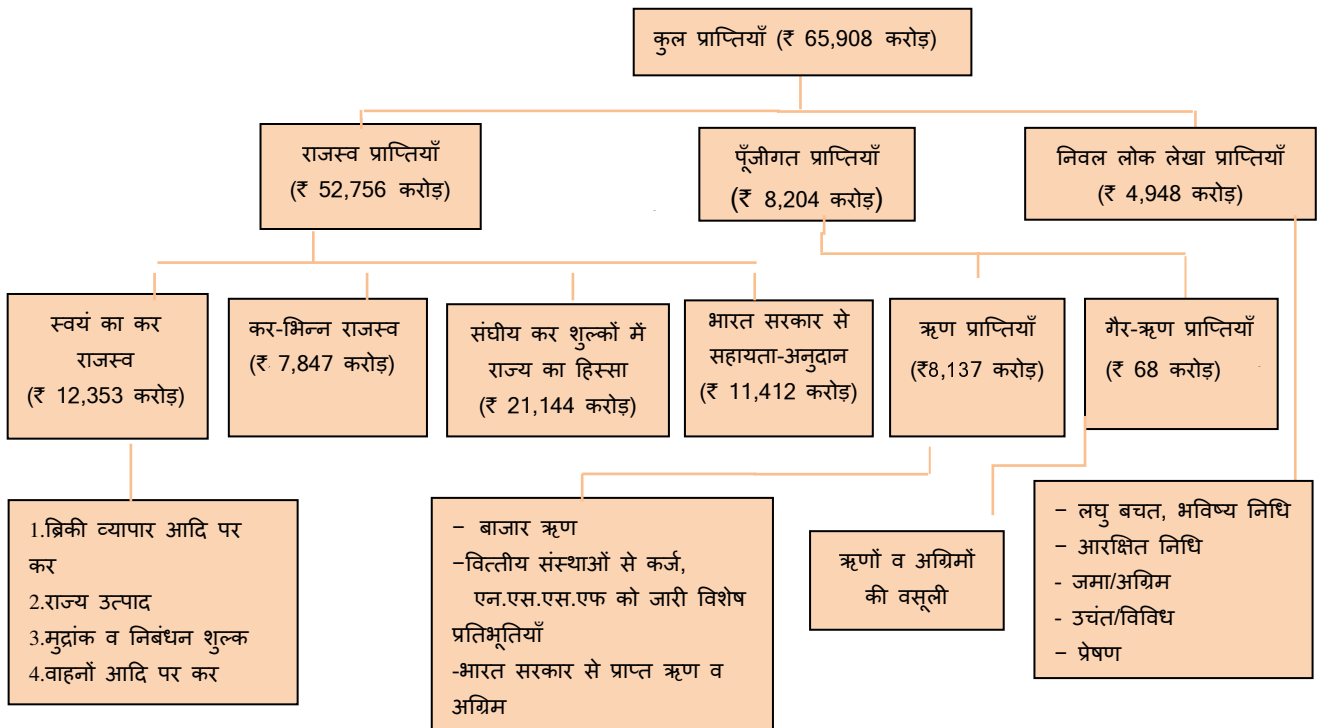 कुल प्राप्तियाँ (₹ 65,908 करोड़)
राजस्व प्राप्तियाँ
(₹ 52,756 करोड़)
पूँजीगत प्राप्तियाँ
(₹ 8,204 करोड़)
निवल लोक लेखा प्राप्तियाँ
(₹ 4,948 करोड़)
स्वयं का कर
राजस्व
(₹ 12,353 करोड़)
कर-भिन्न राजस्व
(₹ 7,847 करोड़)
संघीय कर शुल्कों में
राज्य का हिस्सा
(₹ 21,144 करोड़)
भारत सरकार से
सहायता-अनुदान
(₹ 11,412 करोड़)
ऋण प्राप्तियाँ
(₹8,137 करोड़)
गैर-ऋण प्राप्तियाँ
(₹ 68 करोड़)
1.ब्रिकी व्यापार आदि पर
कर
2.राज्य उत्पाद
3.मुद्रांक व निबंधन शुल्क
4.वाहनों आदि पर कर
– बाजार ऋण
–वित्तीय संस्थाओं से कर्ज,
एन.एस.एस.एफ को जारी विशेष
प्रतिभूतियाँ
-भारत सरकार से प्राप्त ऋण व
अग्रिम
ऋणों व अग्रिमों
की वसूली
– लघु बचत, भविष्य निधि
– आरक्षित निधि
- जमा/अग्रिम
- उचंत/विविध
– प्रेषण